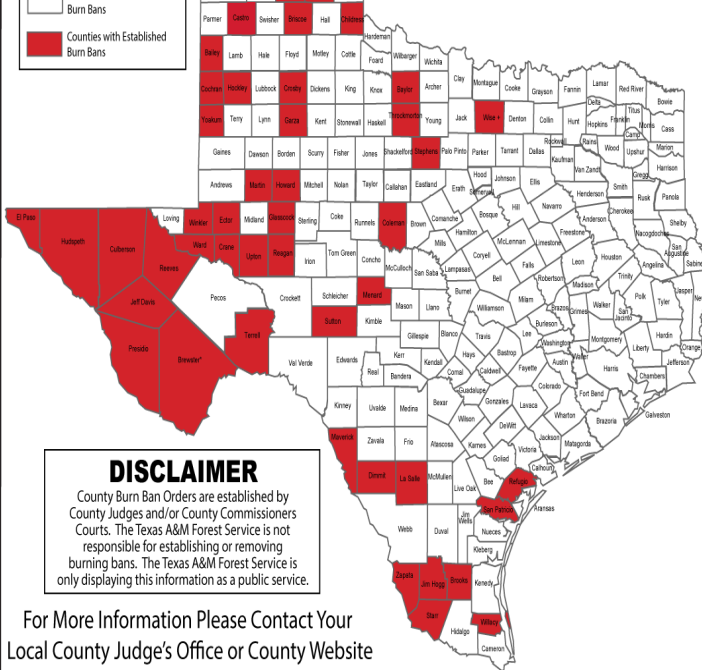 Burn Bans
Counties with Established
Burn Bans
Parmer Castro Swisher Briscoe Hall Childress
Hardeman
Bailey Lamb Hale Floyd Motley Cottle Foard Wilbarger Wichita
Clay Montague Cooke Grayson Fannin Lamar Red River Bowie
Cochran Hockley Lubbock Crosby Dickens King Knox Baylor Archer
Delta Titus Morris Cass
Yoakum Terry Lynn Garza Kent Stonewall Haskell Throckmorton Young Jack Wise + Denton Collin Hunt Hopkins Franklin
Camp Marion
Gaines Dawson Borden Scurry Fisher Jones Shackelford Stephens Palo Pinto Parker Tarrant Dallas Rockwall Kaufman Rains Wood Upshur
Van Zandt Gregg Harrison
Andrews Martin Howard Mitchell Nolan Taylor Callahan Eastland Erath Hood Somervell Johnson Ellis Henderson Smith Rusk Panola
El Paso Hudspeth Culberson Reeves Loving Winkler Ector Midland Glasscock Sterling Coke Runnels Coleman Brown Comanche Bosque Hill Navarro Anderson Cherokee Shelby
Hamilton Freestone Nacogdoches San Augustine Sabine
Ward Crane Upton Reagan Irion Tom Green Concho McCulloch Mills San Saba Lampasas Coryell McLennan Limestone Leon Houston Angelina
Bell Falls Robertson Madison Trinity
Jeff Davis Pecos Crockett Schleicher Menard Mason Llano Burnet Williamson Milam Brazos Grimes Walker San Jacinto Polk Tyler Jasper Ne
Presidio Brewster* Terrell Sutton Kimble Gillespie Blanco Travis Lee Burleson Washington Montgomery Liberty Hardin Orange
Val Verde Edwards Kerr Kendall Hays Bastrop Austin Waller Harris Jefferson
Real Bandera Comal Caldwell Fayette Chambers
Guadalupe Colorado Fort Bend
Kinney Uvalde Medina Bexar Gonzales Lavaca Wharton Brazoria Galveston
Wilson DeWitt
Maverick Zavala Frio Atascosa Karnes Victoria Jackson Matagorda
Goliad Calhoun
Dimmit La Salle McMullen Live Oak Bee Refugio
San Patricio Aransas
Webb Duval Jim Wells Nueces
Kleberg
Zapata Jim Hogg Brooks Kenedy
Starr Hidalgo Willacy
Cameron
DISCLAIMER
County Burn Ban Orders are established by
County Judges and/or County Commissioners
Courts. The Texas A&M Forest Service is not
responsible for establishing or removing
burning bans. The Texas A&M Forest Service is
only displaying this information as a public service.
For More Information Please Contact Your
Local County Judge's Office or County Website